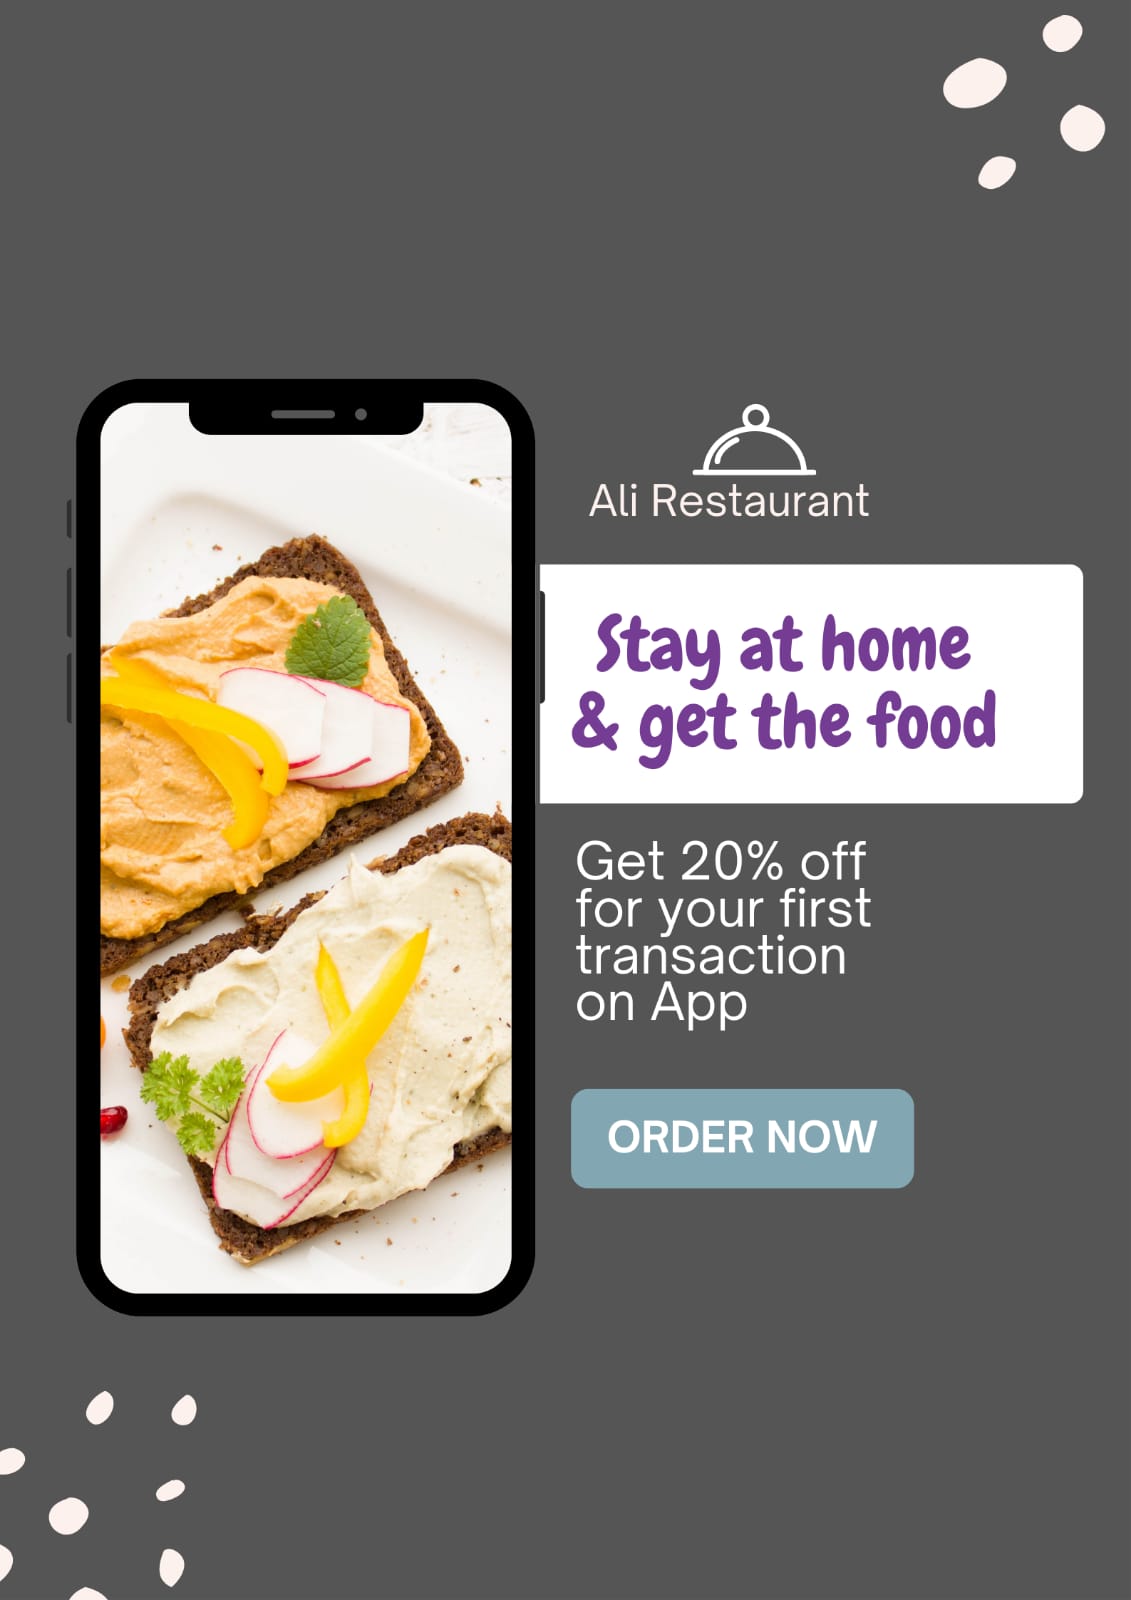 Ali Restaurant
Stay at home
& get the food
Get 20% off
for your first
transaction
on App
ORDER NOW